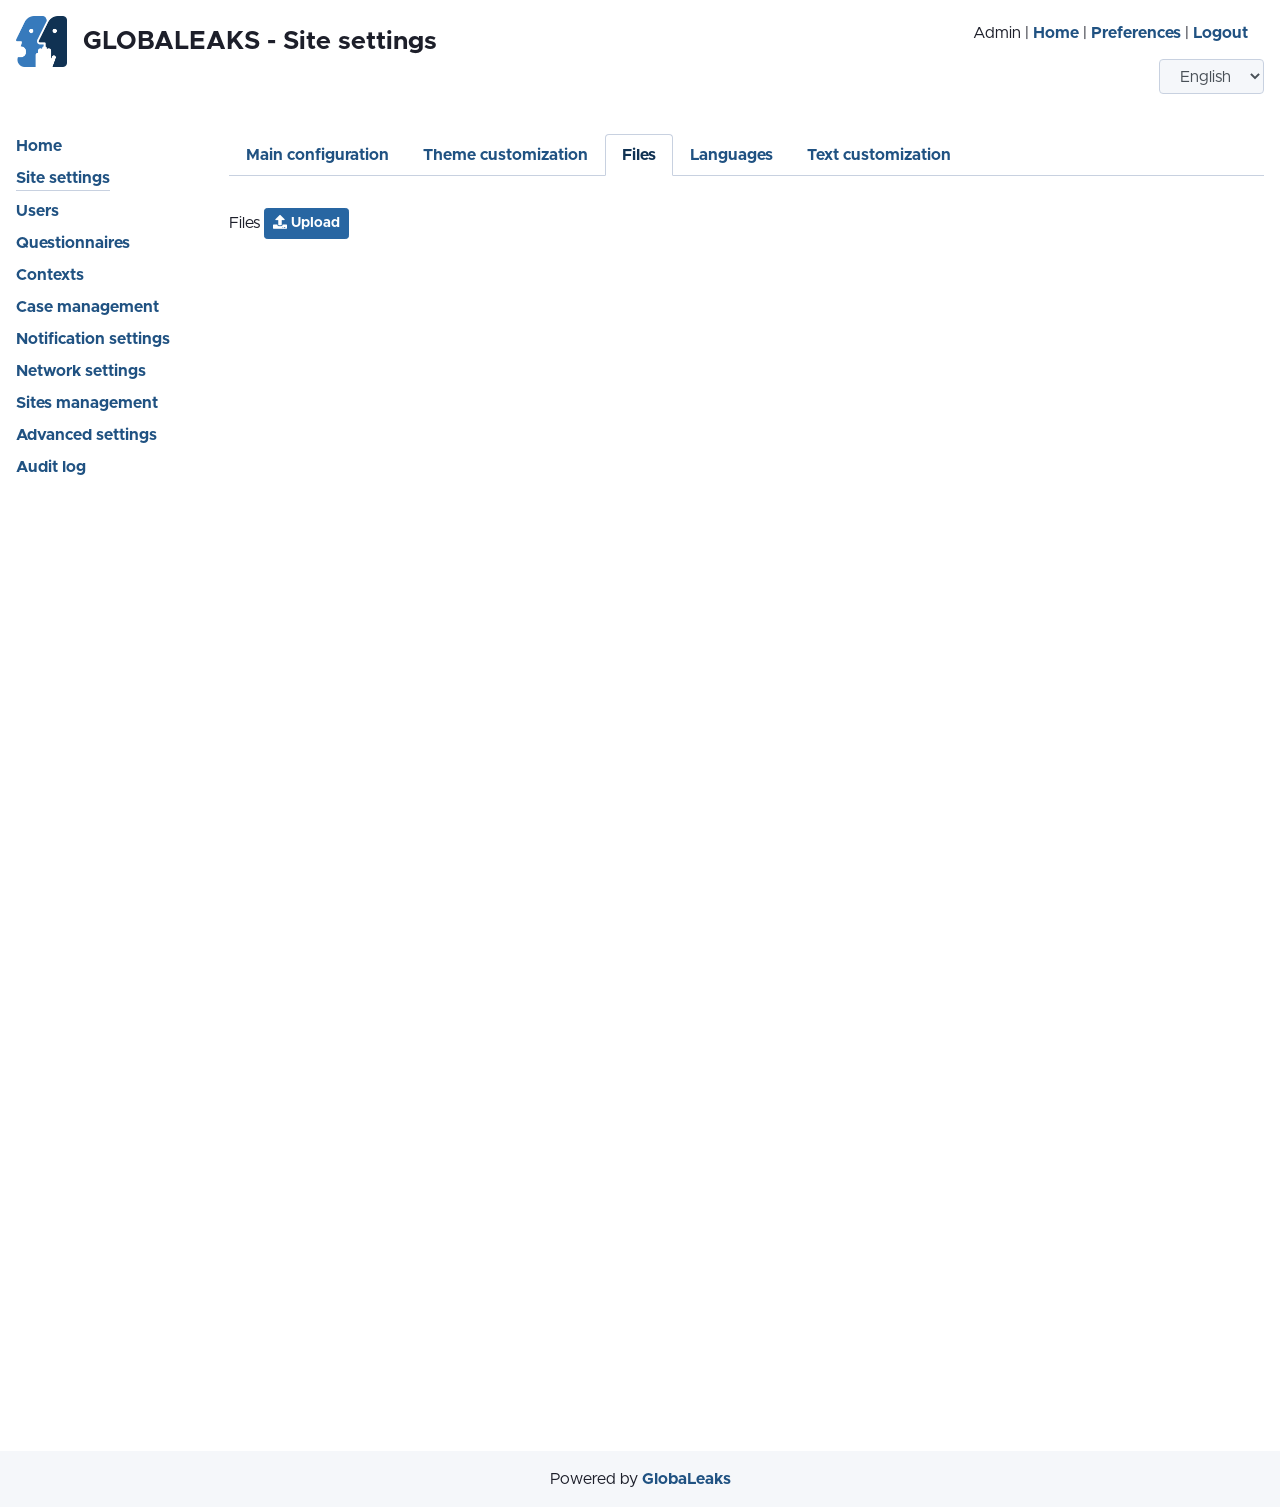 GLOBALEAKS - Site settings
Admin | Home | Preferences | Logout
English
Home
Site settings
Users
Questionnaires
Contexts
Case management
Notification settings
Network settings
Sites management
Advanced settings
Audit log
Main configuration Theme customization Files Languages Text customization
Files Upload
Powered by GlobaLeaks